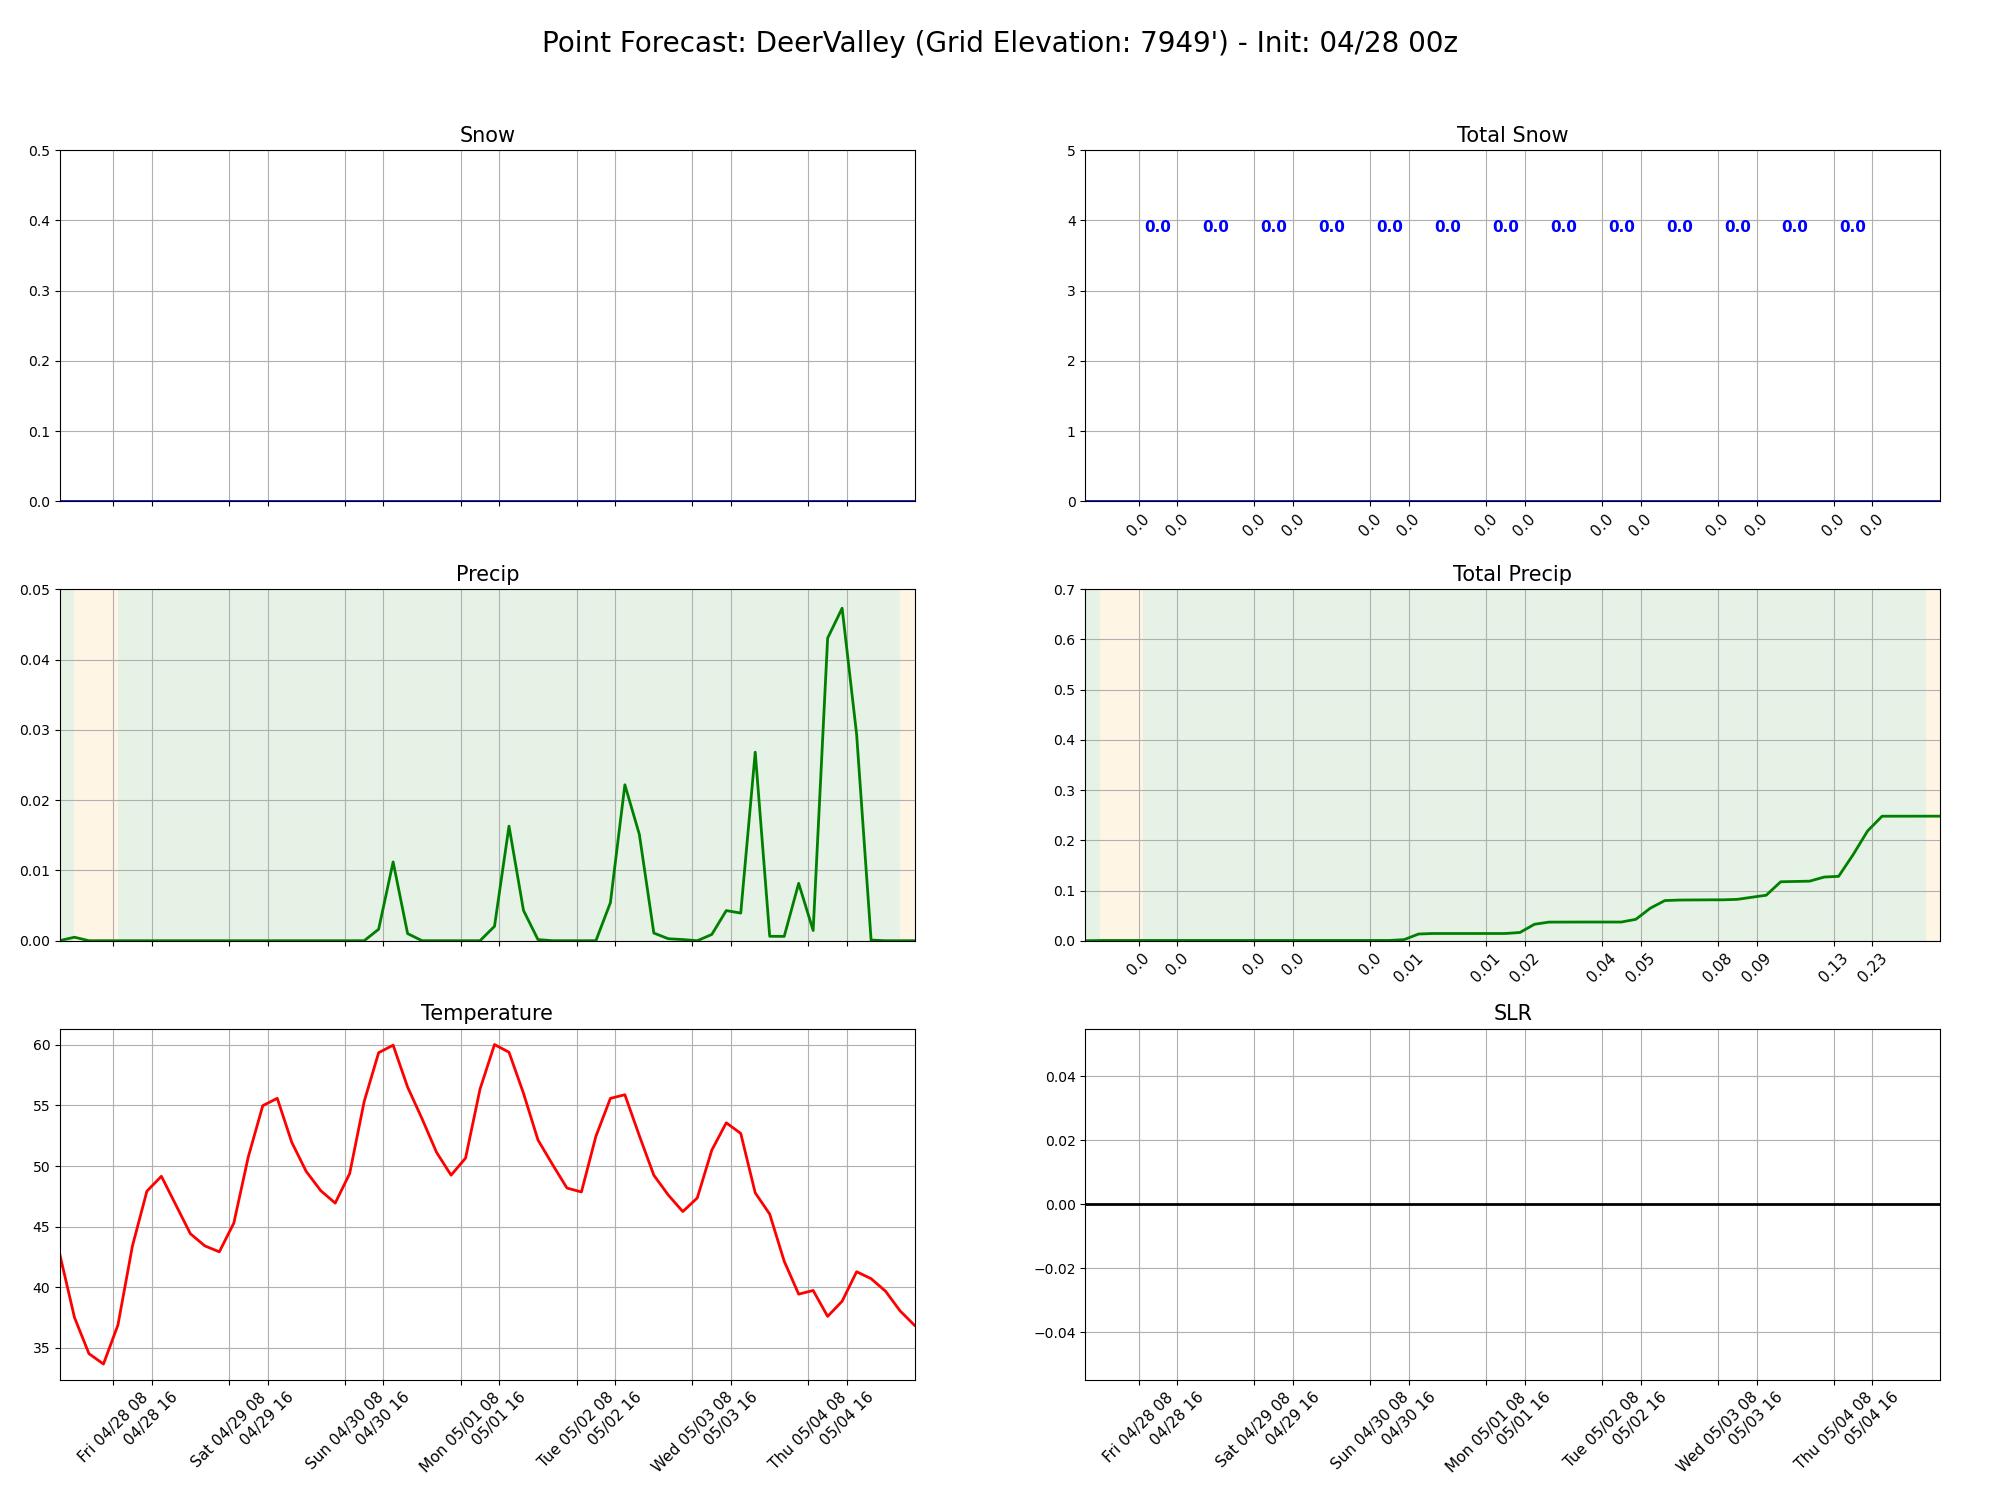 Point Forecast: DeerValley (Grid Elevation: 7949') - Init: 04/28 00z
Snow
0.5
0.4
0.3
0.2
0.1
0.0
Total Snow
5
4
3
2
1
0
0.0 0.0 0.0 0.0 0.0 0.0 0.0 0.0 0.0 0.0 0.0 0.0 0.0
0.0 0.0 0.0 0.0 0.0 0.0 0.0 0.0 0.0 0.0 0.0 0.0 0.0 0.0
Precip
0.05
0.04
0.03
0.02
0.01
0.00
Total Precip
0.7
0.6
0.5
0.4
0.3
0.2
0.1
0.0
0.0 0.0 0.0 0.0 0.0 0.01 0.01 0.02 0.04 0.05 0.08 0.09 0.13 0.23
Temperature
60
55
50
45
40
35
Fri 04/28 08
04/28 16
Sat 04/29 08
04/29 16
Sun 04/30 08
04/30 16
Mon 05/01 08
05/01 16
Tue 05/02 08
05/02 16
Wed 05/03 08
05/03 16
Thu 05/04 08
05/04 16
SLR
0.04
0.02
0.00
−0.02
−0.04
Fri 04/28 08
04/28 16
Sat 04/29 08
04/29 16
Sun 04/30 08
04/30 16
Mon 05/01 08
05/01 16
Tue 05/02 08
05/02 16
Wed 05/03 08
05/03 16
Thu 05/04 08
05/04 16